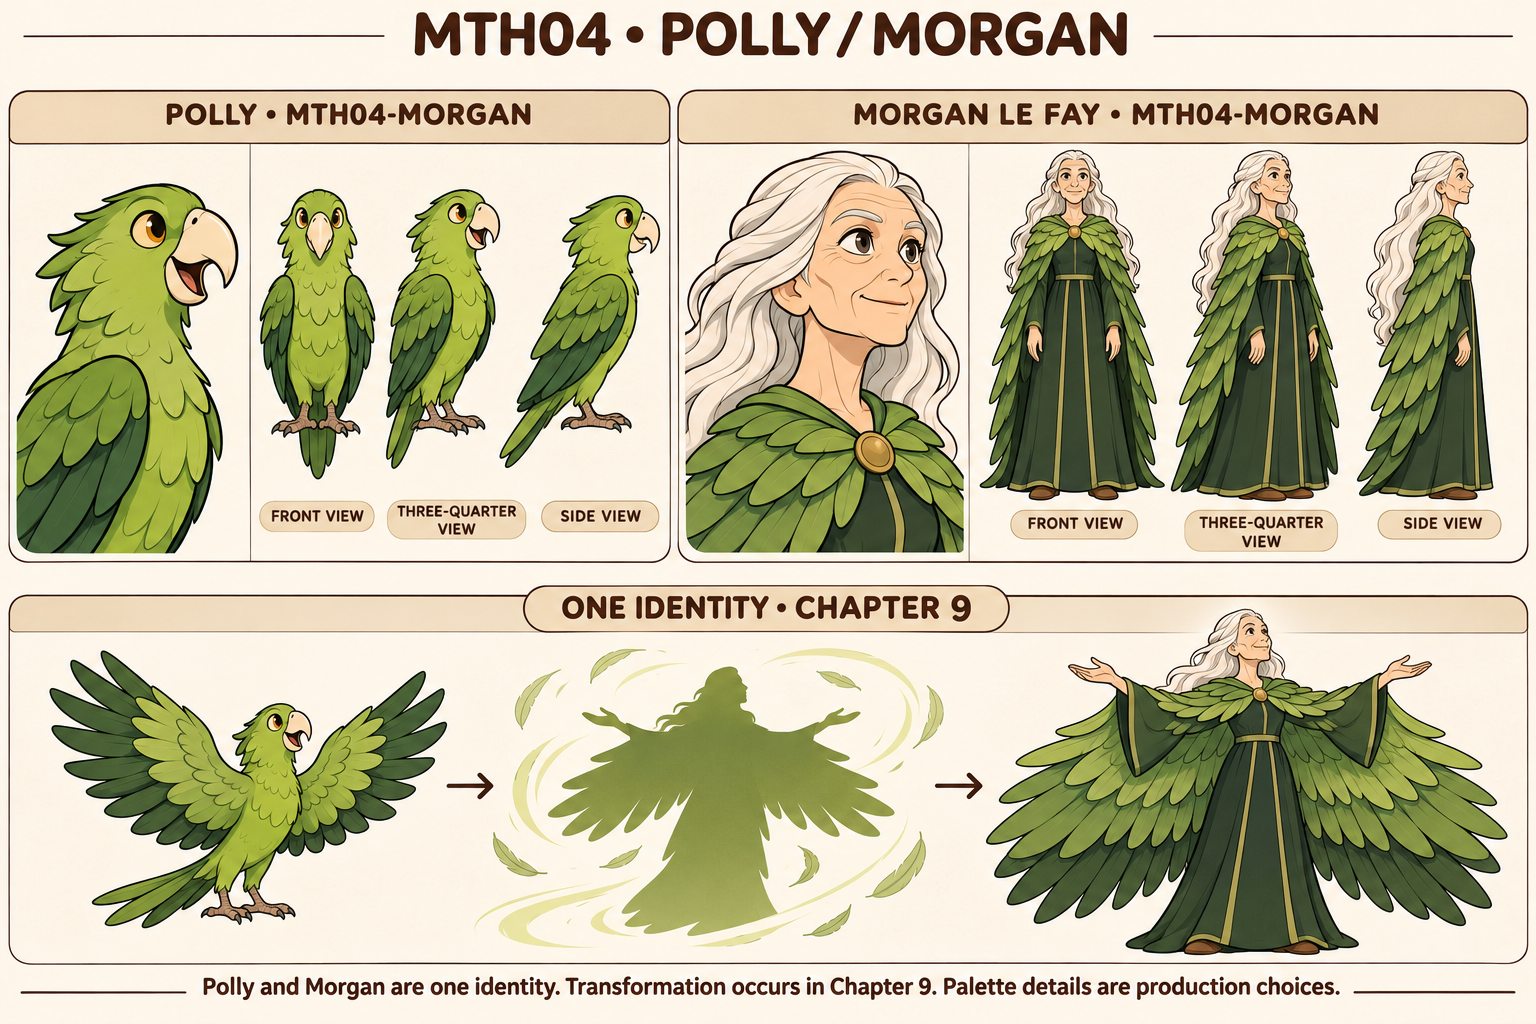 MTH04 • POLLY / MORGAN
POLLY • MTH04-MORGAN
MORGAN LE FAY • MTH04-MORGAN
FRONT VIEW
THREE-QUARTER
VIEW
SIDE VIEW
FRONT VIEW
THREE-QUARTER
VIEW
SIDE VIEW
ONE IDENTITY • CHAPTER 9
Polly and Morgan are one identity. Transformation occurs in Chapter 9. Palette details are production choices.